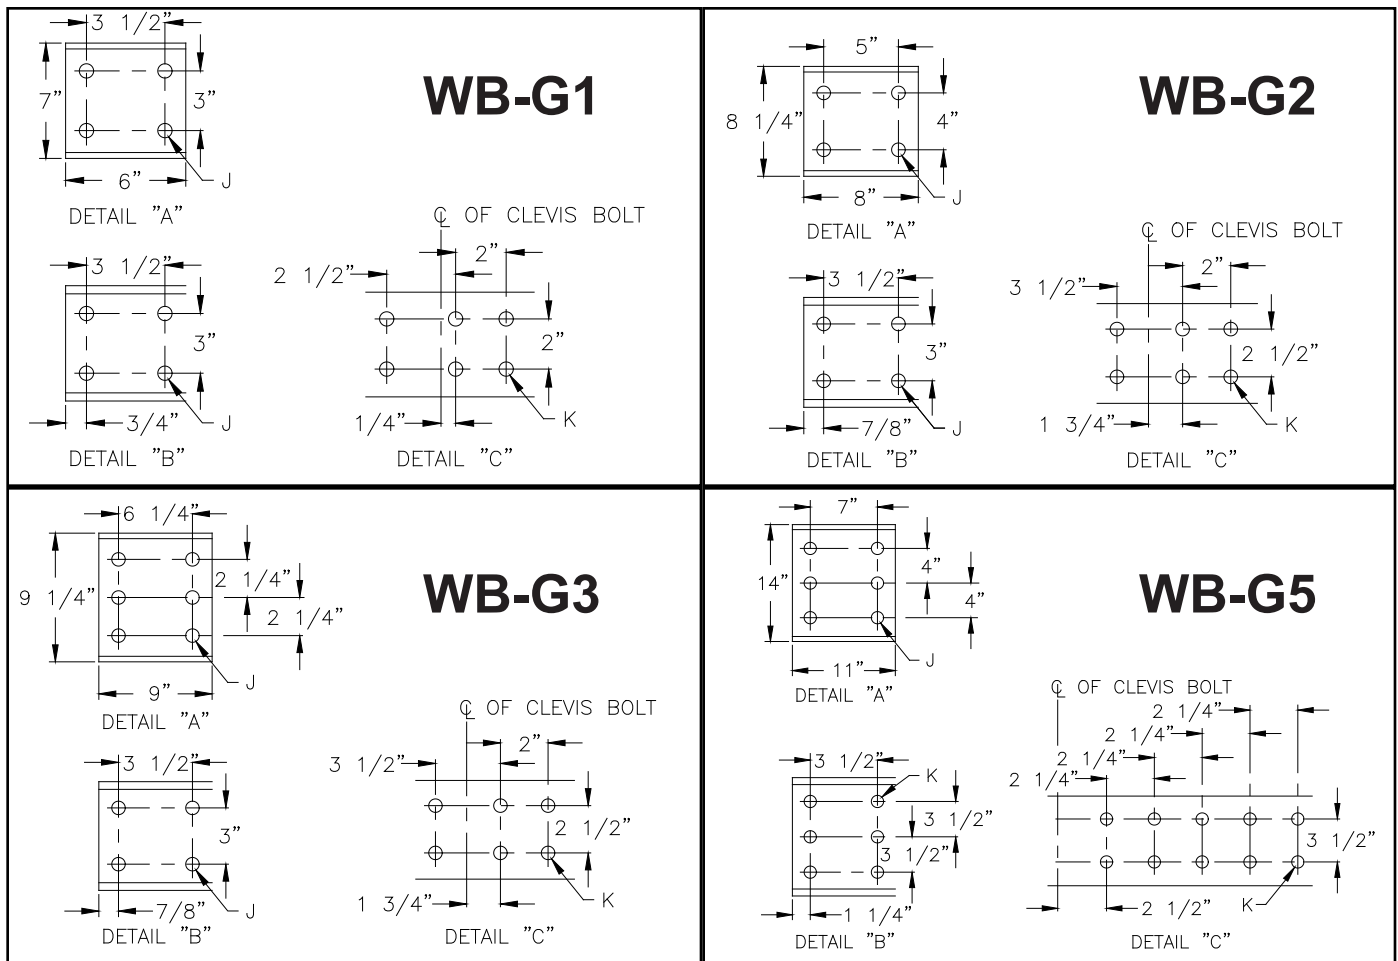 3 1/2”
WB-G1
7”
3”
6”
J
DETAIL ”A”
℄ OF CLEVIS BOLT
3 1/2”
2”
2 1/2”
3”
2”
3/4”
J
1/4”
K
DETAIL ”B”
DETAIL ”C”
5”
WB-G2
8 1/4”
4”
8”
J
DETAIL ”A”
℄ OF CLEVIS BOLT
3 1/2”
2”
3 1/2”
3”
2 1/2”
7/8”
J
1 3/4”
K
DETAIL ”B”
DETAIL ”C”
6 1/4”
WB-G3
2 1/4”
9 1/4”
2 1/4”
J
9”
DETAIL ”A”
℄ OF CLEVIS BOLT
3 1/2”
2”
3 1/2”
3”
2 1/2”
7/8”
J
1 3/4”
K
DETAIL ”B”
DETAIL ”C”
7”
WB-G5
4”
14”
4”
11”
J
DETAIL ”A”
℄ OF CLEVIS BOLT
2 1/4”
2 1/4”
2 1/4”
2 1/4”
3 1/2”
K
3 1/2”
3 1/2”
3 1/2”
1 1/4”
2 1/2”
K
DETAIL ”B”
DETAIL ”C”